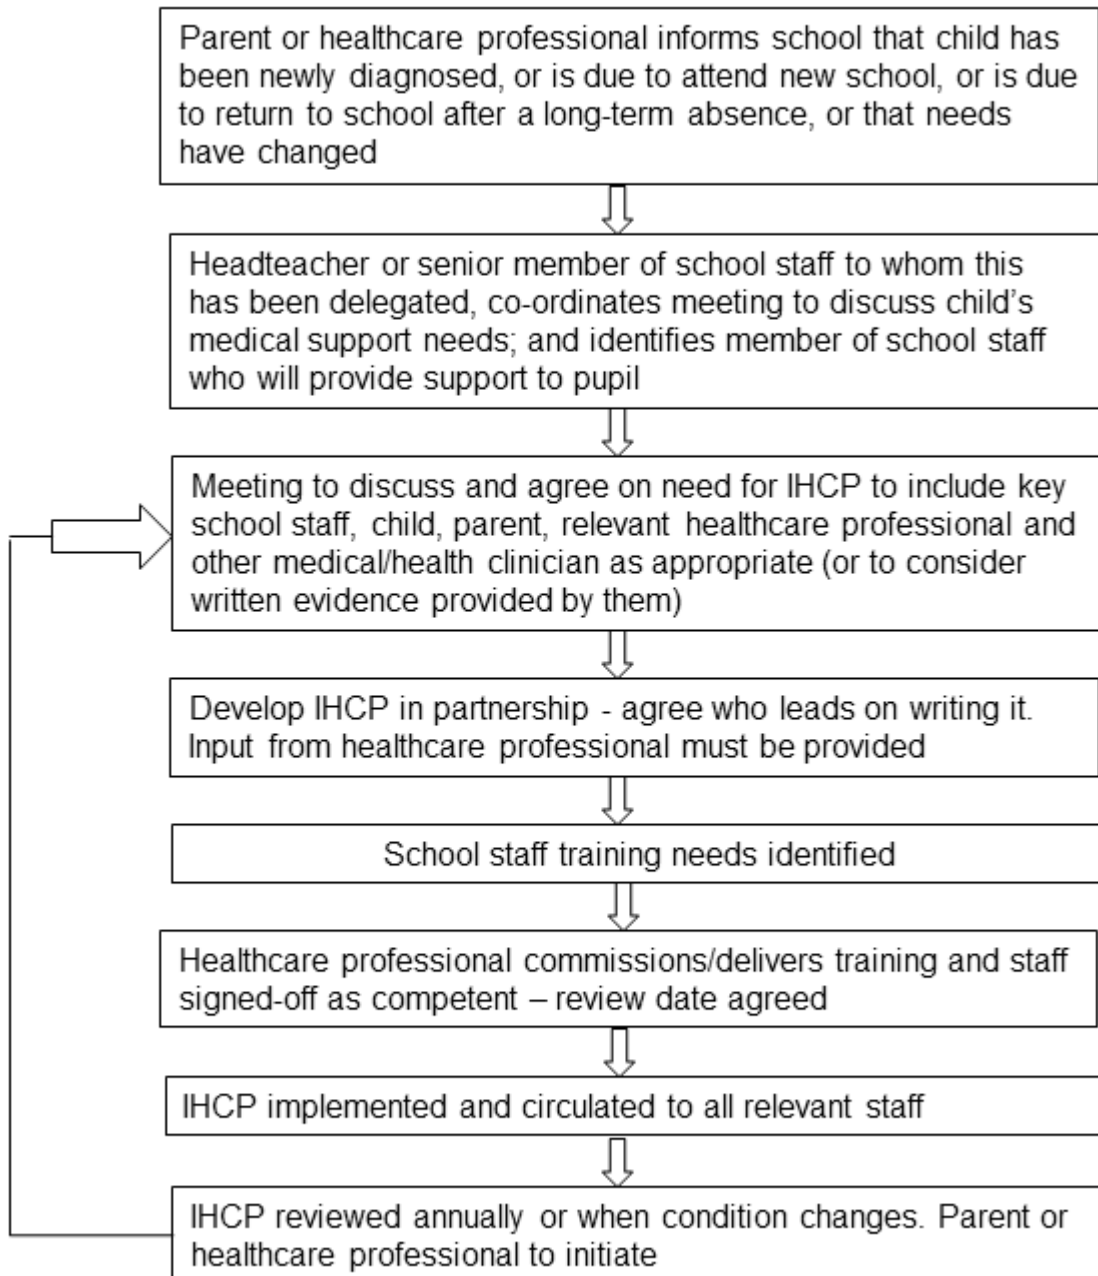 Parent or healthcare professional informs school that child has
been newly diagnosed, or is due to attend new school, or is due
to return to school after a long-term absence, or that needs
have changed
Headteacher or senior member of school staff to whom this
has been delegated, co-ordinates meeting to discuss child's
medical support needs; and identifies member of school staff
who will provide support to pupil
Meeting to discuss and agree on need for IHCP to include key
school staff, child, parent, relevant healthcare professional and
other medical/health clinician as appropriate (or to consider
written evidence provided by them)
Develop IHCP in partnership - agree who leads on writing it.
Input from healthcare professional must be provided
School staff training needs identified
Healthcare professional commissions/delivers training and staff
signed-off as competent – review date agreed
IHCP implemented and circulated to all relevant staff
IHCP reviewed annually or when condition changes. Parent or
healthcare professional to initiate